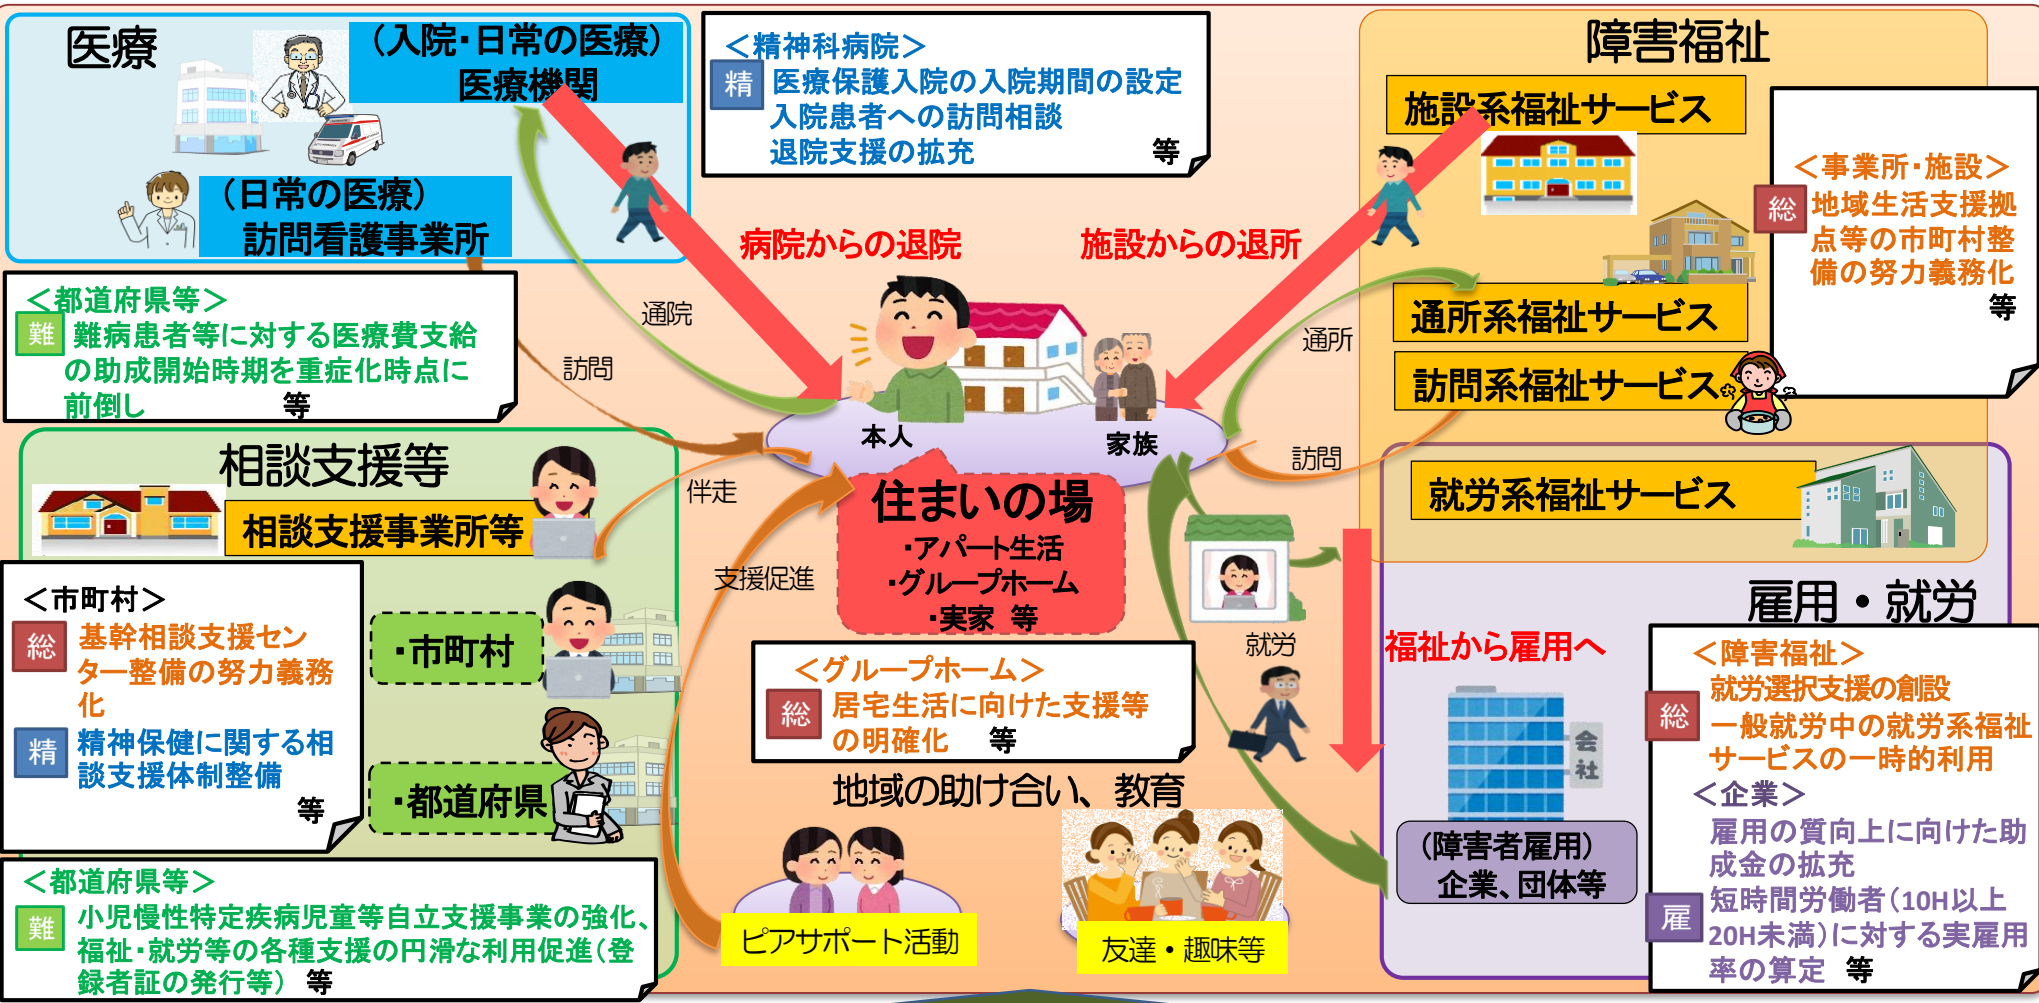 医療
（入院・日常の医療）
医療機関
（日常の医療）
訪問看護事業所
＜精神科病院＞
精
医療保護入院の入院期間の設定
入院患者への訪問相談
退院支援の拡充　等
障害福祉
施設系福祉サービス
＜事業所・施設＞
総
地域生活支援拠
点等の市町村整
備の努力義務化
等
通所系福祉サービス
訪問系福祉サービス
就労系福祉サービス
病院からの退院
施設からの退所
＜都道府県等＞
難
難病患者等に対する医療費支給
の助成開始時期を重症化時点に
前倒し　等
通院
訪問
通所
訪問
本人
家族
相談支援等
相談支援事業所等
伴走
支援促進
住まいの場
・アパート生活
・グループホーム
・実家 等
＜市町村＞
総
基幹相談支援セン
ター整備の努力義務
化
精
精神保健に関する相
談支援体制整備
等
・市町村
・都道府県
＜グループホーム＞
総
居宅生活に向けた支援等
の明確化　等
就労
福祉から雇用へ
雇用・就労
会
社
（障害者雇用）
企業、団体等
＜障害福祉＞
就労選択支援の創設
総
一般就労中の就労系福祉
サービスの一時的利用
＜企業＞
雇用の質向上に向けた助
成金の拡充
雇
短時間労働者（10H以上
20H未満）に対する実雇用
率の算定　等
地域の助け合い、教育
ピアサポート活動
友達・趣味等
＜都道府県等＞
難
小児慢性特定疾病児童等自立支援事業の強化、
福祉・就労等の各種支援の円滑な利用促進（登
録者証の発行等）　等